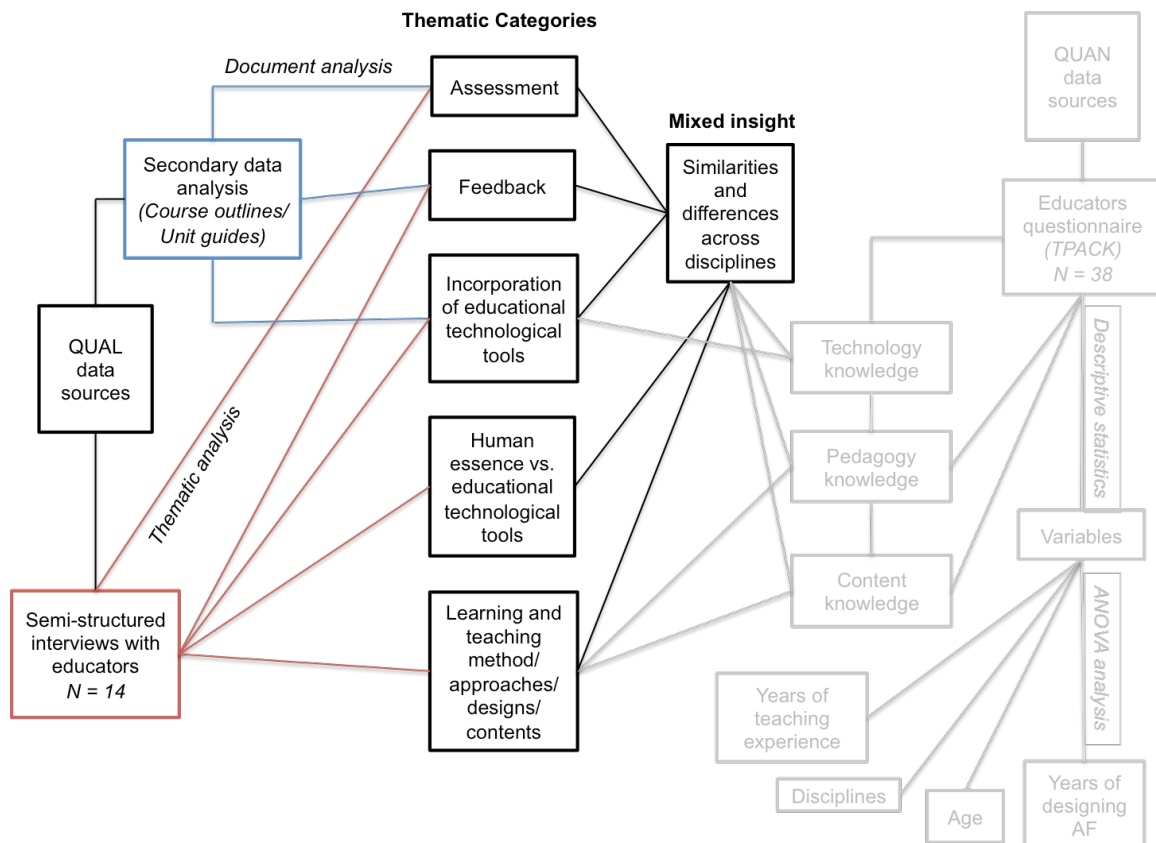 Thematic Categories
Document analysis
Assessment
QUAN
data
sources
Mixed insight
Secondary data
analysis
(Course outlines/
Unit guides)
Feedback
Similarities
and
differences
across
disciplines
Educators
questionnaire
(TPACK)
N = 38
Incorporation
of educational
technological
tools
QUAL
data
sources
Technology
knowledge
Descriptive statistics
Thematic analysis
Human
essence vs.
educational
technological
tools
Pedagogy
knowledge
Variables
Content
knowledge
Semi-structured
interviews with
educators
N = 14
Learning and
teaching
method/
approaches/
designs/
contents
ANOVA analysis
Years of
teaching
experience
Disciplines
Age
Years of
designing
AF